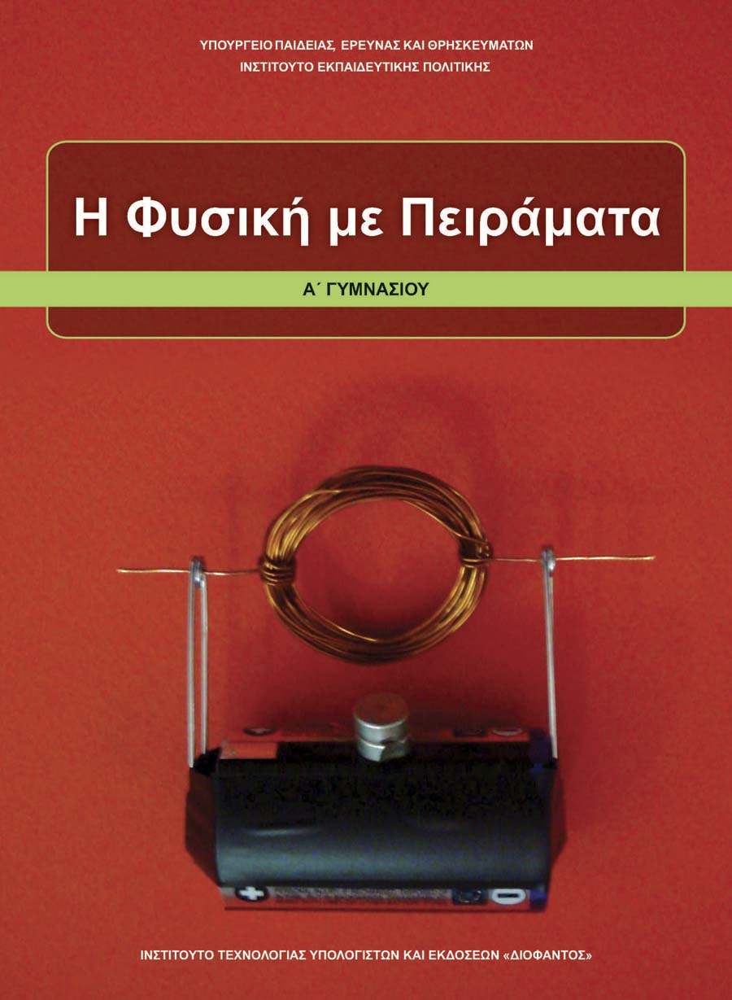 ΥΠΟΥΡΓΕΙΟ ΠΑΙΔΕΙΑΣ, ΕΡΕΥΝΑΣ ΚΑΙ ΘΡΗΣΚΕΥΜΑΤΩΝ
ΙΝΣΤΙΤΟΥΤΟ ΕΚΠΑΙΔΕΥΤΙΚΗΣ ΠΟΛΙΤΙΚΗΣ
Η Φυσική με Πειράματα
Α΄ ΓΥΜΝΑΣΙΟΥ
ΙΝΣΤΙΤΟΥΤΟ ΤΕΧΝΟΛΟΓΙΑΣ ΥΠΟΛΟΓΙΣΤΩΝ ΚΑΙ ΕΚΔΟΣΕΩΝ «ΔΙΟΦΑΝΤΟΣ»